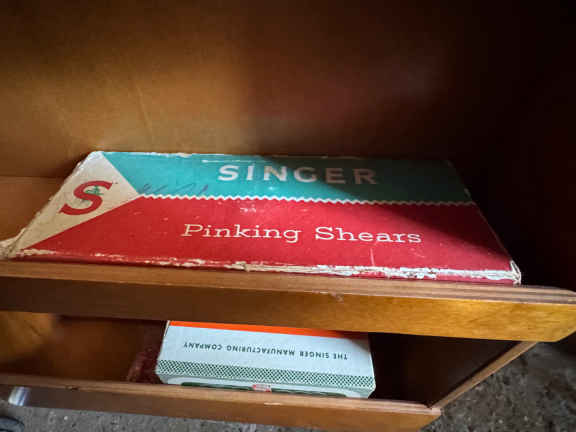 SINGER
S
Pinking Shears
THE SINGER MANUFACTURING COMPANY